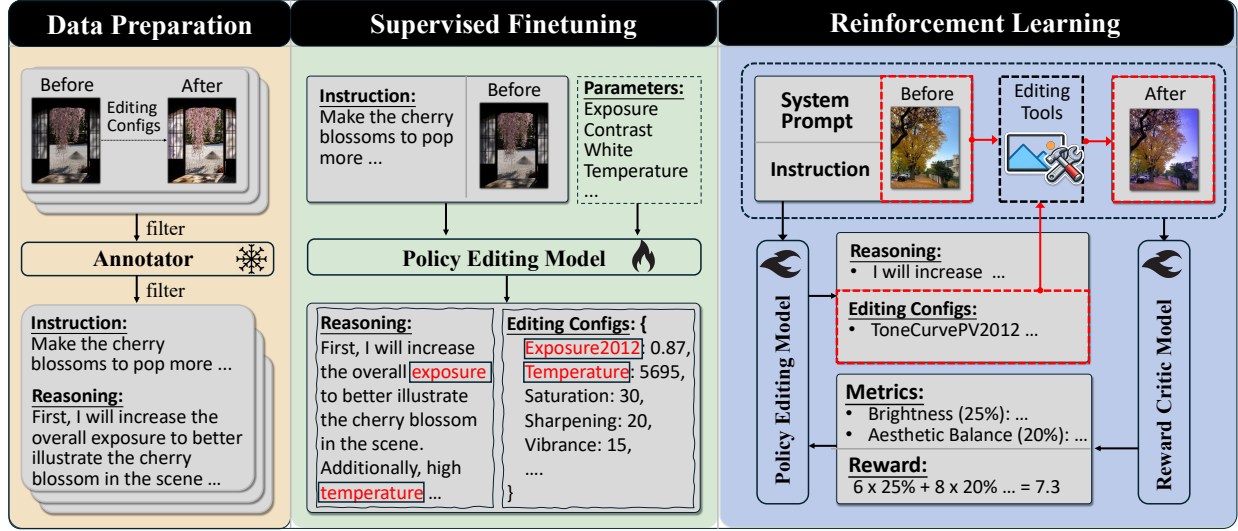 Data Preparation
Before
After
Editing
Configs
filter
Annotator
filter
Instruction:
Make the cherry
blossoms to pop more ...
Reasoning:
First, I will increase the
overall exposure to better
illustrate the cherry
blossom in the scene ...
Supervised Finetuning
Instruction:
Make the cherry
blossoms to pop
more ...
Before
Parameters:
Exposure
Contrast
White
Temperature
...
Policy Editing Model
Reasoning:
First, I will increase
the overall exposure
to better illustrate
the cherry blossom
in the scene.
Additionally, high
temperature ...
Editing Configs: {
Exposure2012: 0.87,
Temperature: 5695,
Saturation: 30,
Sharpening: 20,
Vibrance: 15,
....
}
Reinforcement Learning
System
Prompt
Instruction
Before
Editing
Tools
After
Policy Editing Model
Reasoning:
• I will increase ...
Editing Configs:
• ToneCurvePV2012 ...
Metrics:
• Brightness (25%): ...
• Aesthetic Balance (20%): ...
Reward:
6 x 25% + 8 x 20% ... = 7.3
Reward Critic Model